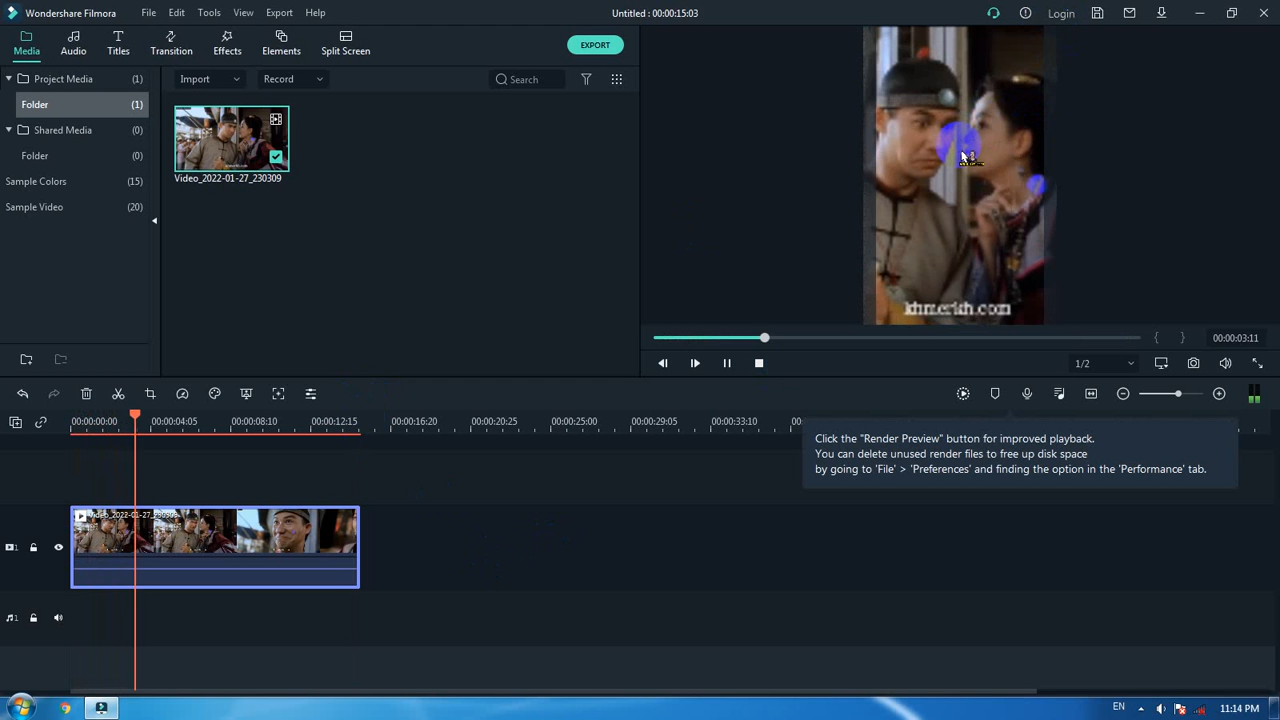 Wondershare Filmora
File Edit Tools View Export Help
Untitled : 00:00:15:03
Login
Media Audio Titles Transition Effects Elements Split Screen
EXPORT
Project Media (1)
Folder (1)
Shared Media (0)
Folder (0)
Sample Colors (15)
Sample Video (20)
Import
Record
Search
Video_2022-01-27_230309
khmerikh.com
00:00:03:11
1/2
00:00:00:00 00:00:04:05 00:00:08:10 00:00:12:15 00:00:16:20 00:00:20:25 00:00:25:00 00:00:29:05 00:00:33:10
Click the "Render Preview" button for improved playback.
You can delete unused render files to free up disk space
by going to 'File' > 'Preferences' and finding the option in the 'Performance' tab.
Video_2022-01-27_230309
1
1
EN
11:14 PM